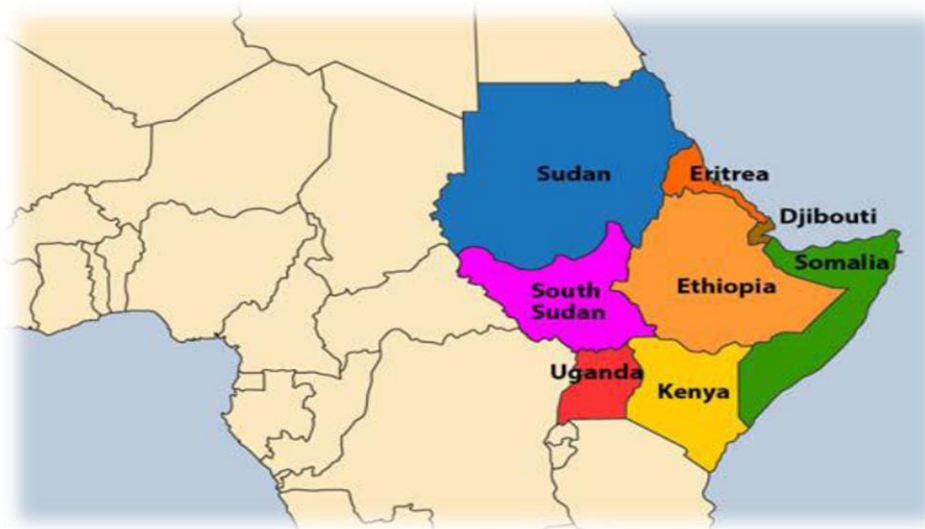 Sudan
Eritrea
Djibouti
Somalia
Ethiopia
South
Sudan
Uganda
Kenya